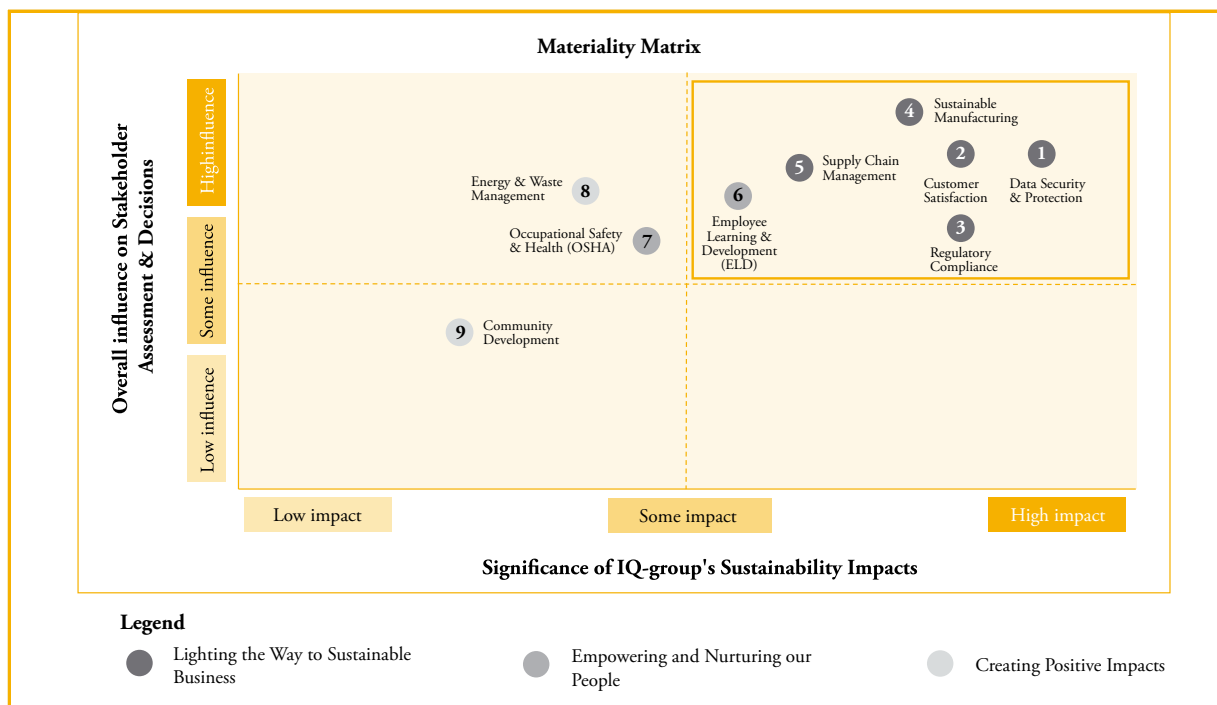 Materiality Matrix
Overall influence on Stakeholder
Assessment & Decisions
Highinfluence
Some influence
Low influence
4
Sustainable
Manufacturing
2
Customer
Satisfaction
1
Data Security
& Protection
5
Supply Chain
Management
3
Regulatory
Compliance
6
Employee
Learning &
Development
(ELD)
Energy & Waste
Management
8
Occupational Safety
& Health (OSHA)
7
9
Community
Development
Low impact
Some impact
High impact
Significance of IQ-group's Sustainability Impacts
Legend
Lighting the Way to Sustainable
Business
Empowering and Nurturing our
People
Creating Positive Impacts